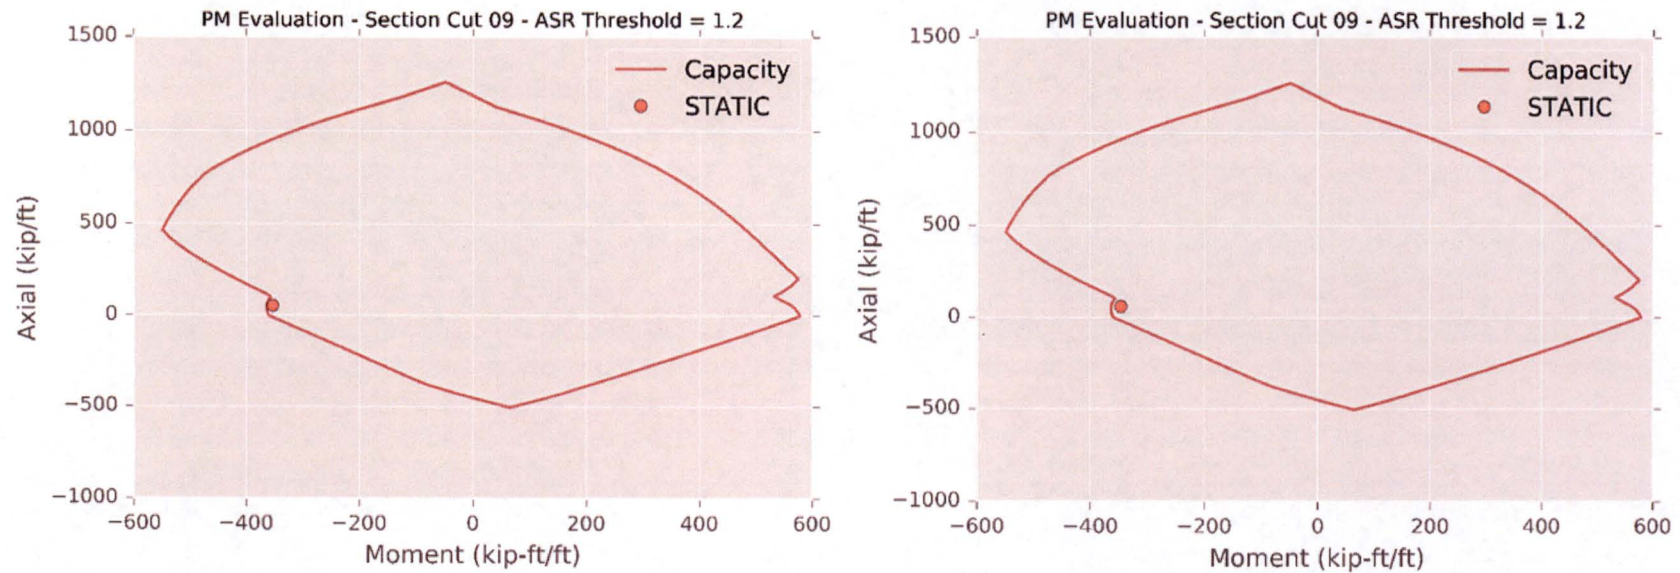 PM Evaluation - Section Cut 09 - ASR Threshold = 1.2
1500
1000
500
0
−500
−1000
Axial (kip/ft)
Capacity
STATIC
−600
−400
−200
0
200
400
600
Moment (kip-ft/ft)
PM Evaluation - Section Cut 09 - ASR Threshold = 1.2
1500
1000
500
0
−500
−1000
Axial (kip/ft)
Capacity
STATIC
−600
−400
−200
0
200
400
600
Moment (kip-ft/ft)